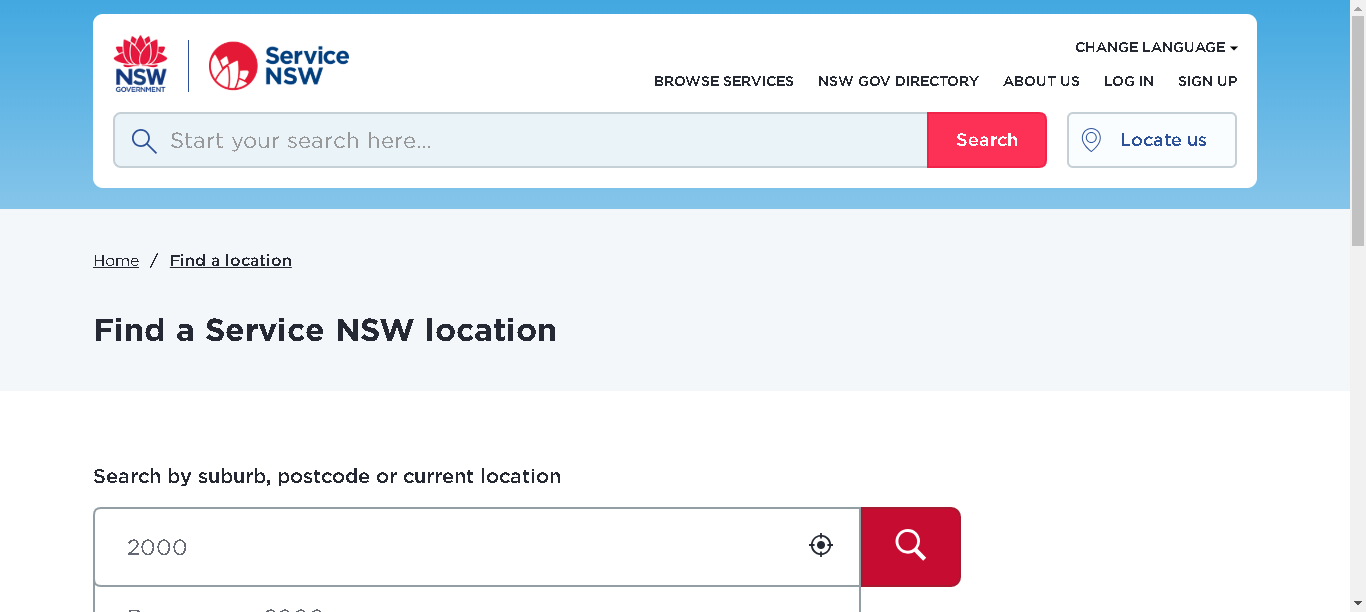 NSW
GOVERNMENT
Service
NSW
CHANGE LANGUAGE
BROWSE SERVICES NSW GOV DIRECTORY ABOUT US LOG IN SIGN UP
Start your search here...
Search
Locate us
Home / Find a location
Find a Service NSW location
Search by suburb, postcode or current location
2000